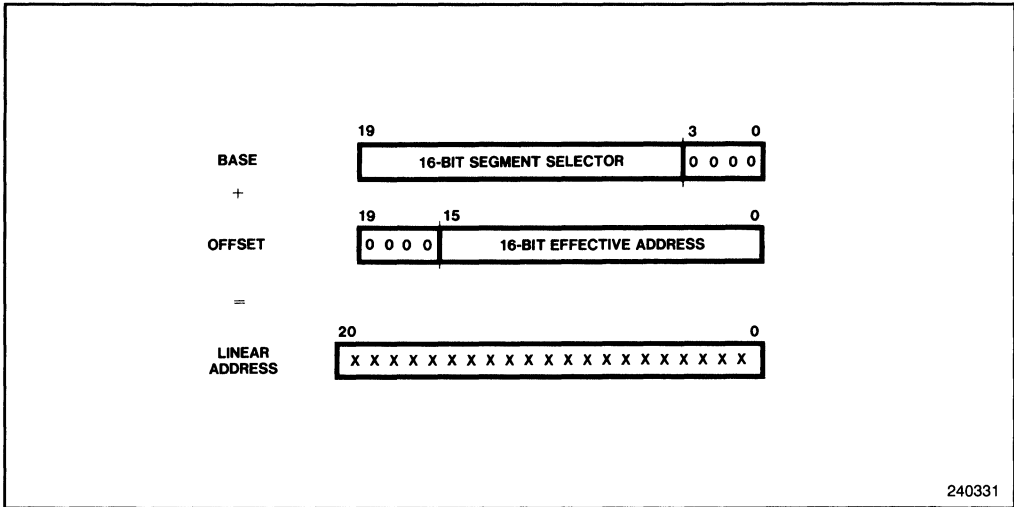 19 3 0
BASE 16-BIT SEGMENT SELECTOR 0 0 0 0
+
19 15 0
OFFSET 0 0 0 0 16-BIT EFFECTIVE ADDRESS
=
20 0
LINEAR
ADDRESS
X X X X X X X X X X X X X X X X X X X X X
240331